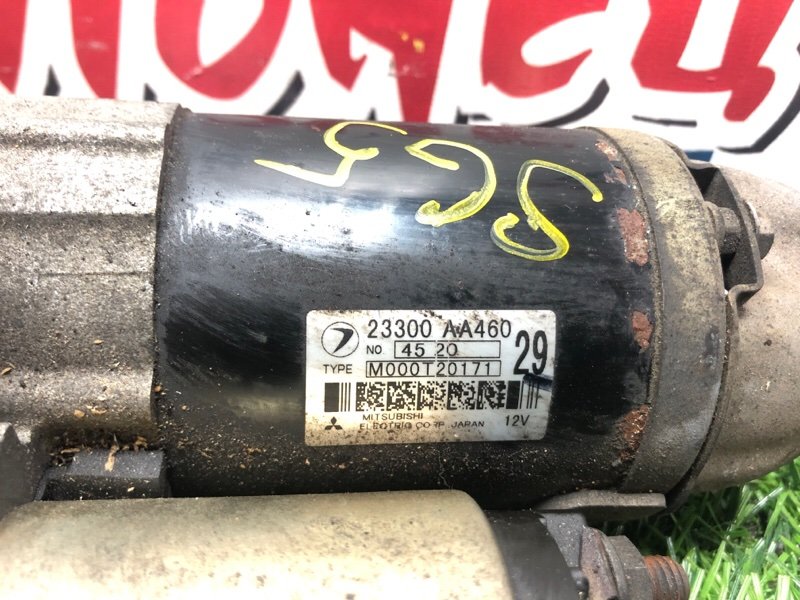 SG5
23300 AA460
NO 45 20
29
TYPE M000T20171
MITSUBISHI
ELECTRIC CORP. JAPAN 12V